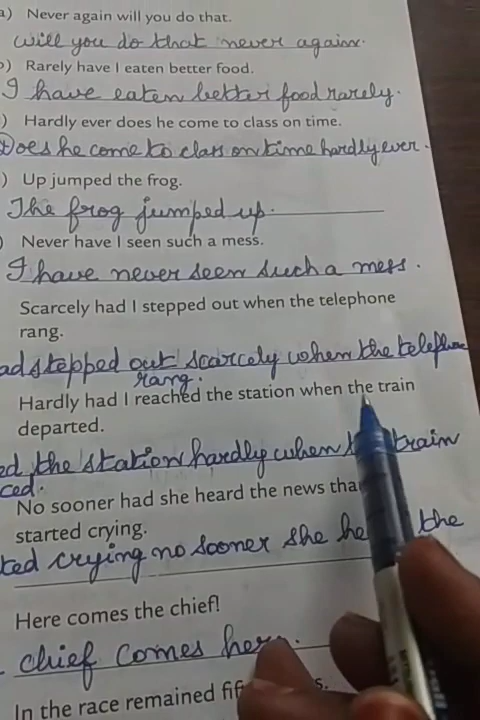 a) Never again will you do that.
Will you do that never again.
b) Rarely have I eaten better food.
I have eaten better food rarely.
) Hardly ever does he come to class on time.
Does he come to class on time hardly ever.
) Up jumped the frog.
The frog jumped up.
) Never have I seen such a mess.
I have never seen such a mess.
Scarcely had I stepped out when the telephone
rang.
ad stepped out scarcely when the telephone
rang.
Hardly had I reached the station when the train
departed.
ed the station hardly when train
ced.
No sooner had she heard the news
started crying.
ted crying no sooner she the
Here comes the chief!
chief comes here.
In the race remained